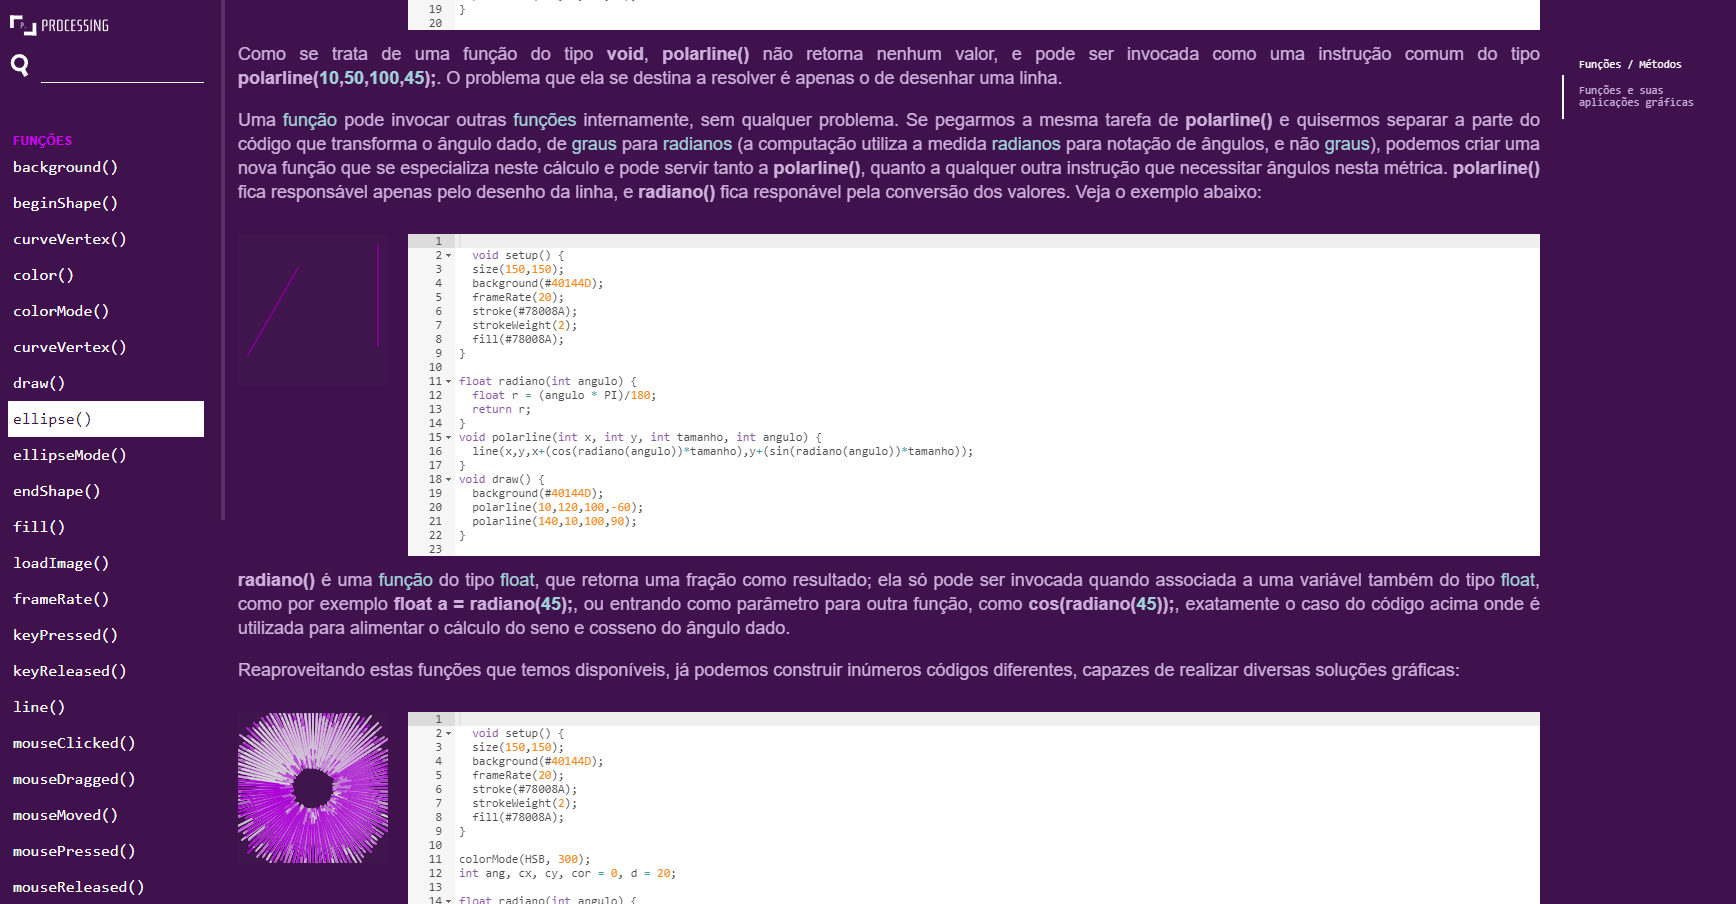 PROCESSING
FUNÇÕES
background()
beginShape()
curveVertex()
color()
colorMode()
curveVertex()
draw()
ellipse()
ellipseMode()
endShape()
fill()
loadImage()
frameRate()
keyPressed()
keyReleased()
line()
mouseClicked()
mouseDragged()
mouseMoved()
mousePressed()
mouseReleased()
19 }
20
Como se trata de uma função do tipo void, polarline() não retorna nenhum valor, e pode ser invocada como uma instrução comum do tipo
polarline(10,50,100,45);. O problema que ela se destina a resolver é apenas o de desenhar uma linha.
Uma função pode invocar outras funções internamente, sem qualquer problema. Se pegarmos a mesma tarefa de polarline() e quisermos separar a parte do
código que transforma o ângulo dado, de graus para radianos (a computação utiliza a medida radianos para notação de ângulos, e não graus), podemos criar uma
nova função que se especializa neste cálculo e pode servir tanto a polarline(), quanto a qualquer outra instrução que necessitar ângulos nesta métrica. polarline()
fica responsável apenas pelo desenho da linha, e radiano() fica responável pela conversão dos valores. Veja o exemplo abaixo:
1
2 void setup() {
3 size(150,150);
4 background(#40144D);
5 frameRate(20);
6 stroke(#78008A);
7 strokeWeight(2);
8 fill(#78008A);
9 }
10
11 float radiano(int angulo) {
12 float r = (angulo * PI)/180;
13 return r;
14 }
15 void polarline(int x, int y, int tamanho, int angulo) {
16 line(x,y,x+(cos(radiano(angulo))*tamanho),y+(sin(radiano(angulo))*tamanho));
17 }
18 void draw() {
19 background(#40144D);
20 polarline(10,120,100,-60);
21 polarline(140,10,100,90);
22 }
23
radiano() é uma função do tipo float, que retorna uma fração como resultado; ela só pode ser invocada quando associada a uma variável também do tipo float,
como por exemplo float a = radiano(45);, ou entrando como parâmetro para outra função, como cos(radiano(45));, exatamente o caso do código acima onde é
utilizada para alimentar o cálculo do seno e cosseno do ângulo dado.
Reaproveitando estas funções que temos disponíveis, já podemos construir inúmeros códigos diferentes, capazes de realizar diversas soluções gráficas:
1
2 void setup() {
3 size(150,150);
4 background(#40144D);
5 frameRate(20);
6 stroke(#78008A);
7 strokeWeight(2);
8 fill(#78008A);
9 }
10
11 colorMode(HSB, 300);
12 int ang, cx, cy, cor = 0, d = 20;
13
14 float radiano(int angulo) {
Funções / Métodos
Funções e suas
aplicações gráficas